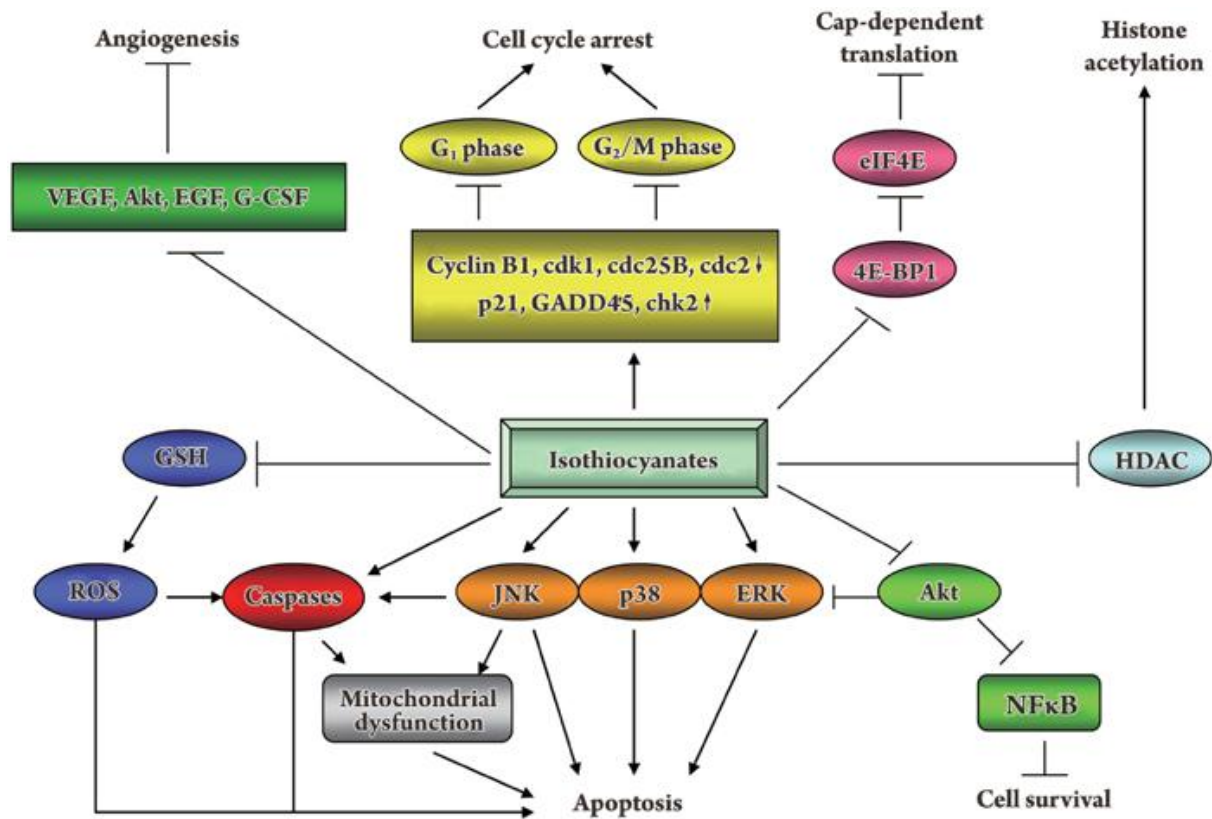 Angiogenesis
Cell cycle arrest
Cap-dependent
translation
Histone
acetylation
G₁ phase
G₂/M phase
eIF4E
VEGF, Akt, EGF, G-CSF
Cyclin B1, cdk1, cdc25B, cdc2↓
p21, GADD45, chk2↑
4E-BP1
GSH
Isothiocyanates
HDAC
ROS
Caspases
JNK
p38
ERK
Akt
Mitochondrial
dysfunction
NFκB
Apoptosis
Cell survival